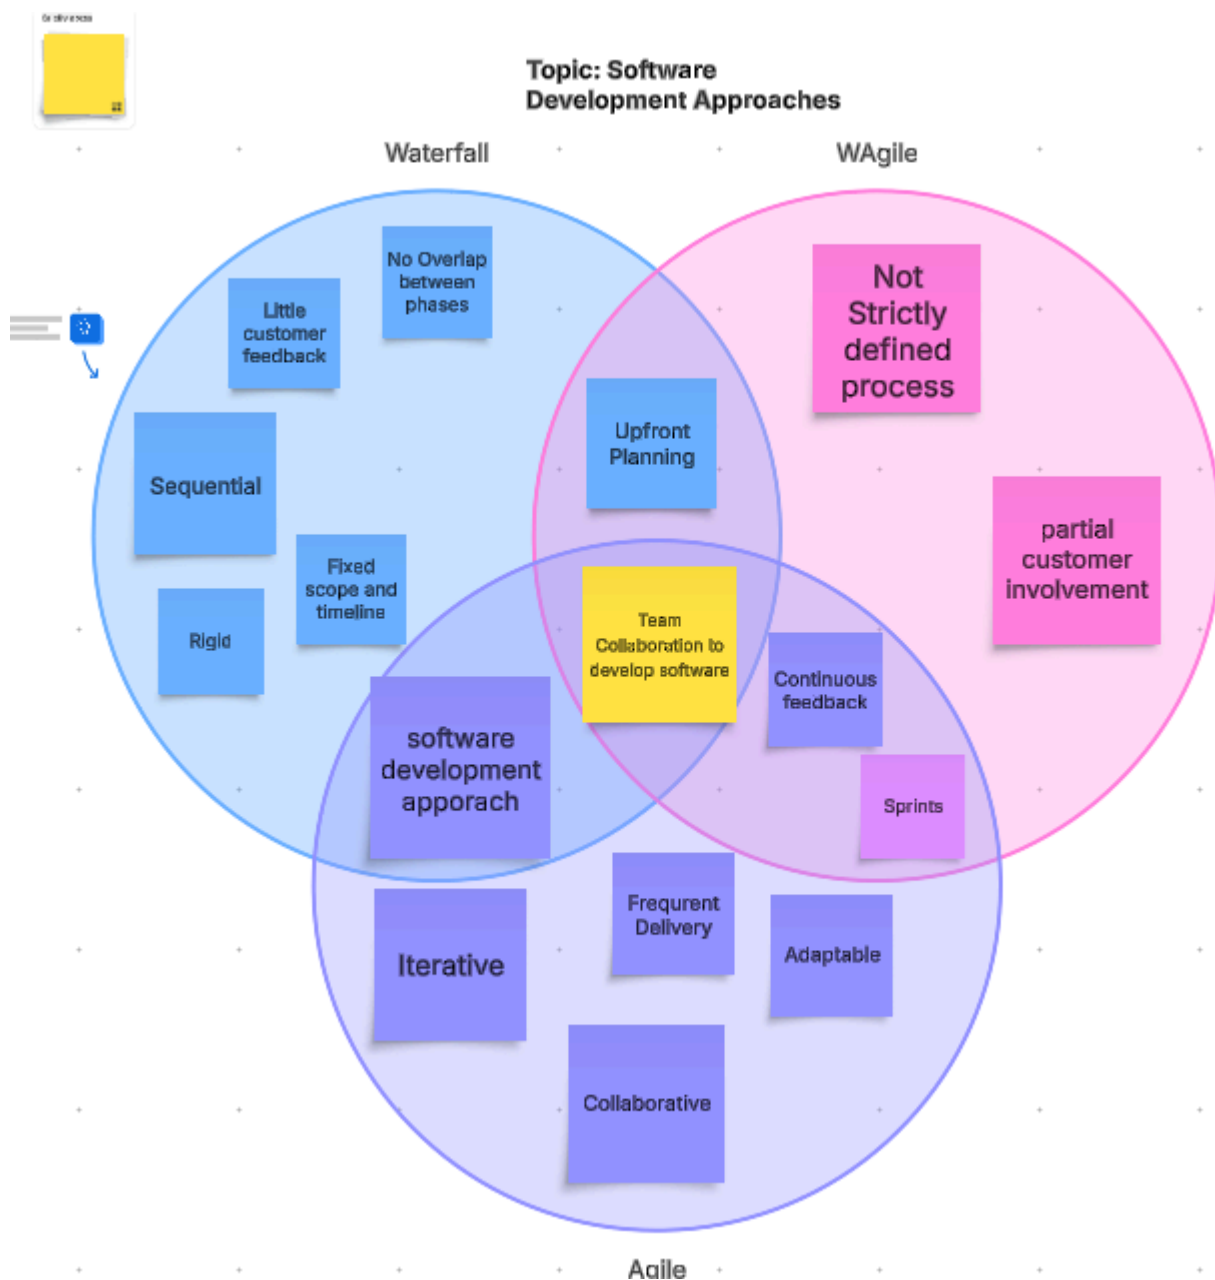 Topic: Software
Development Approaches
Waterfall
WAgile
No Overlap
between
phases
Little
customer
feedback
Not
Strictly
defined
process
Upfront
Planning
Sequential
partial
customer
involvement
Fixed
scope and
timeline
Rigid
Team
Collaboration to
develop software
Continuous
feedback
software
development
apporach
Sprints
Frequrent
Delivery
Adaptable
Iterative
Collaborative
Agile